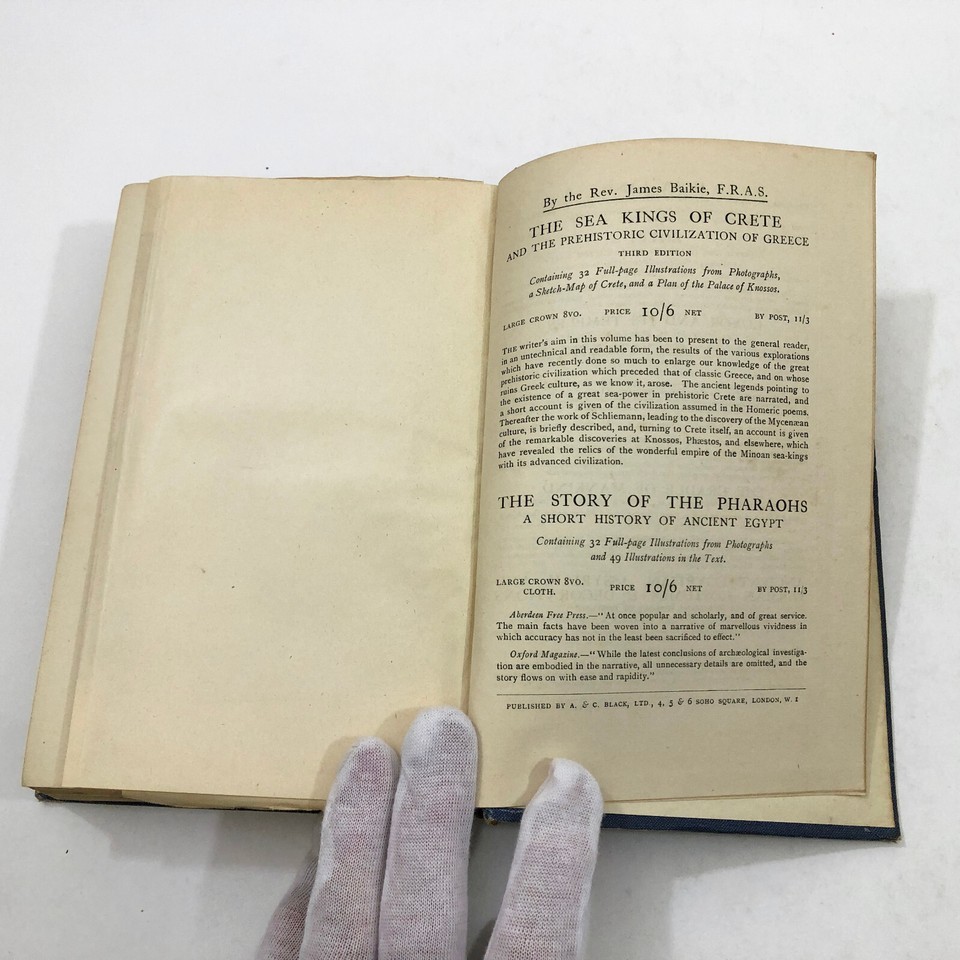 By the Rev. James Baikie, F.R.A.S.
THE SEA KINGS OF CRETE
AND THE PREHISTORIC CIVILIZATION OF GREECE
THIRD EDITION
Containing 32 Full-page Illustrations from Photographs,
a Sketch-Map of Crete, and a Plan of the Palace of Knossos.
LARGE CROWN 8VO. PRICE 10/6 NET BY POST, 11/3
THE writer's aim in this volume has been to present to the general reader,
in an untechnical and readable form, the results of the various explorations
which have recently done so much to enlarge our knowledge of the great
prehistoric civilization which preceded that of classic Greece, and on whose
ruins Greek culture, as we know it, arose. The ancient legends pointing to
the existence of a great sea-power in prehistoric Crete are narrated, and
a short account is given of the civilization assumed in the Homeric poems.
Thereafter the work of Schliemann, leading to the discovery of the Mycenæan
culture, is briefly described, and, turning to Crete itself, an account is given
of the remarkable discoveries at Knossos, Phæstos, and elsewhere, which
have revealed the relics of the wonderful empire of the Minoan sea-kings
with its advanced civilization.
THE STORY OF THE PHARAOHS
A SHORT HISTORY OF ANCIENT EGYPT
Containing 32 Full-page Illustrations from Photographs
and 49 Illustrations in the Text.
LARGE CROWN 8VO. PRICE 10/6 NET BY POST, 11/3
CLOTH.
Aberdeen Free Press.—"At once popular and scholarly, and of great service.
The main facts have been woven into a narrative of marvellous vividness in
which accuracy has not in the least been sacrificed to effect."
Oxford Magazine.—"While the latest conclusions of archæological investiga-
tion are embodied in the narrative, all unnecessary details are omitted, and the
story flows on with ease and rapidity."
PUBLISHED BY A. & C. BLACK, LTD., 4, 5 & 6 SOHO SQUARE, LONDON, W. 1